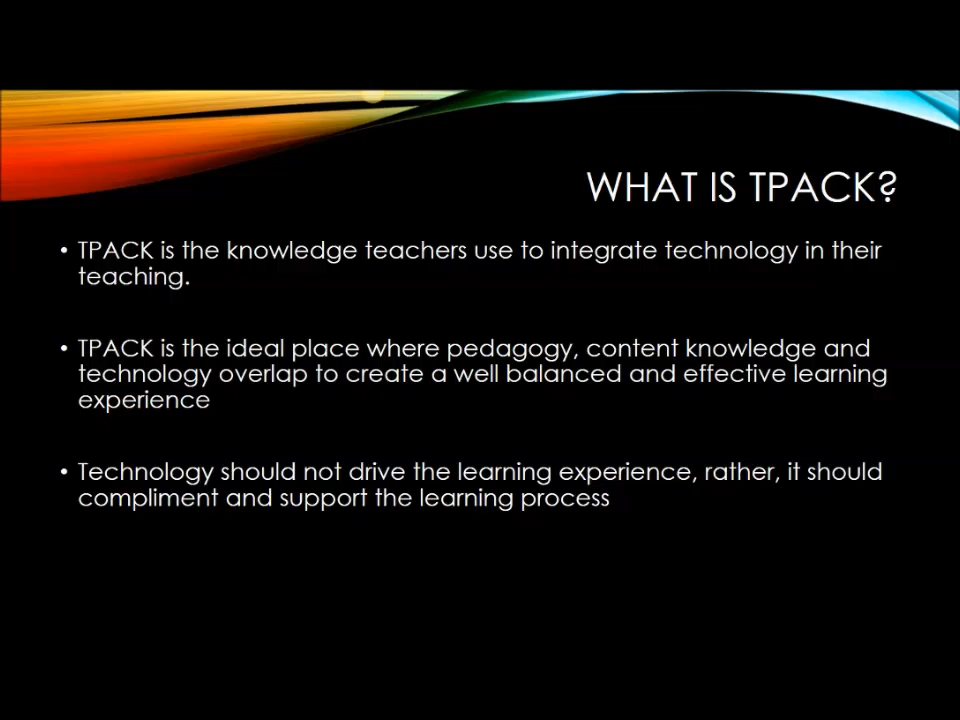 WHAT IS TPACK?
• TPACK is the knowledge teachers use to integrate technology in their
teaching.
• TPACK is the ideal place where pedagogy, content knowledge and
technology overlap to create a well balanced and effective learning
experience
• Technology should not drive the learning experience, rather, it should
compliment and support the learning process